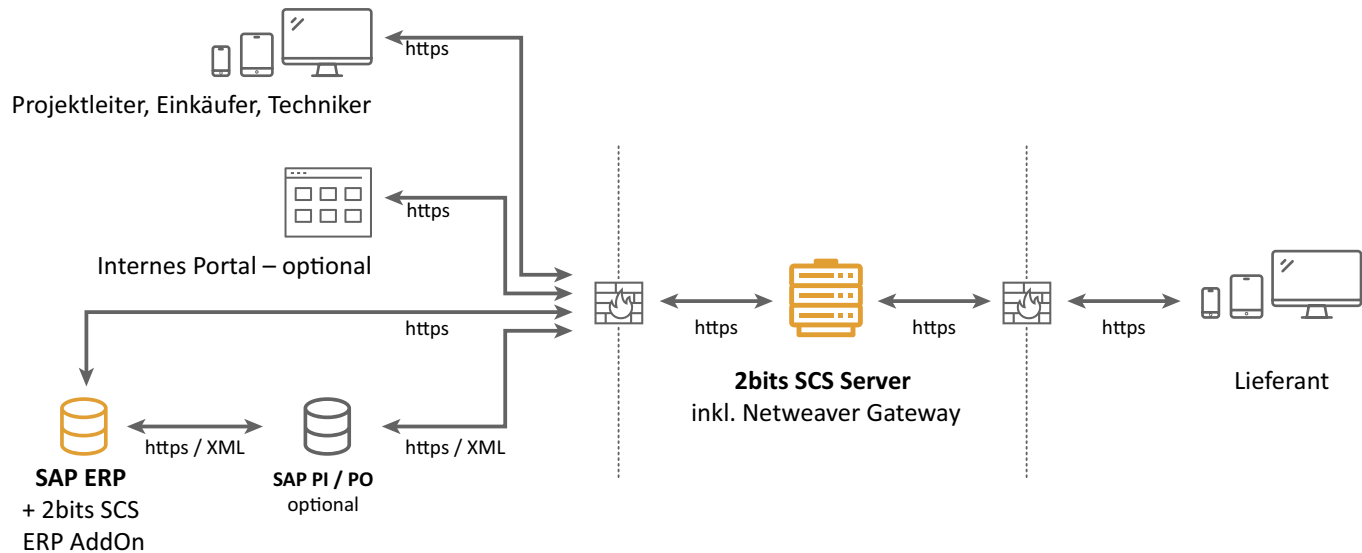 https
Projektleiter, Einkäufer, Techniker
https
Internes Portal – optional
https
https
https
https
2bits SCS Server
inkl. Netweaver Gateway
Lieferant
https / XML
https / XML
SAP ERP
+ 2bits SCS
ERP AddOn
SAP PI / PO
optional